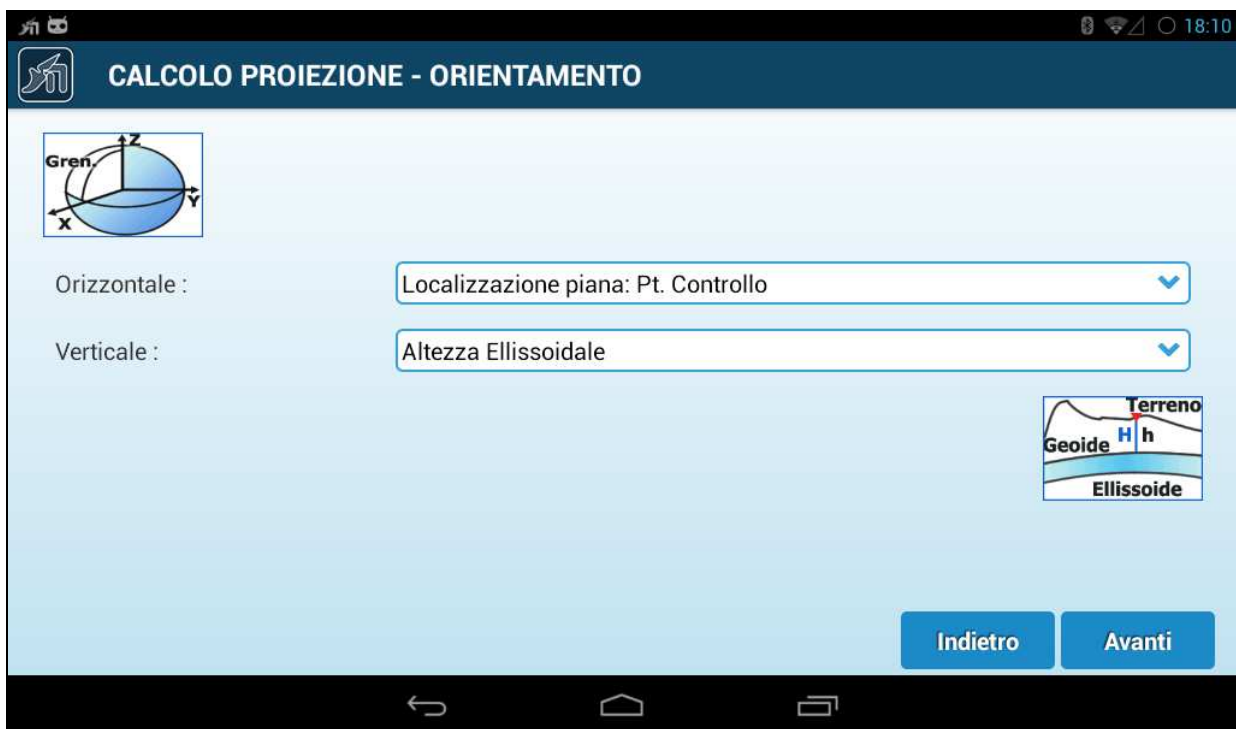 18:10
CALCOLO PROIEZIONE - ORIENTAMENTO
Z
Gren.
Y
X
Orizzontale :
Localizzazione piana: Pt. Controllo
Verticale :
Altezza Ellissoidale
Terreno
Geoide H h
Ellissoide
Indietro
Avanti